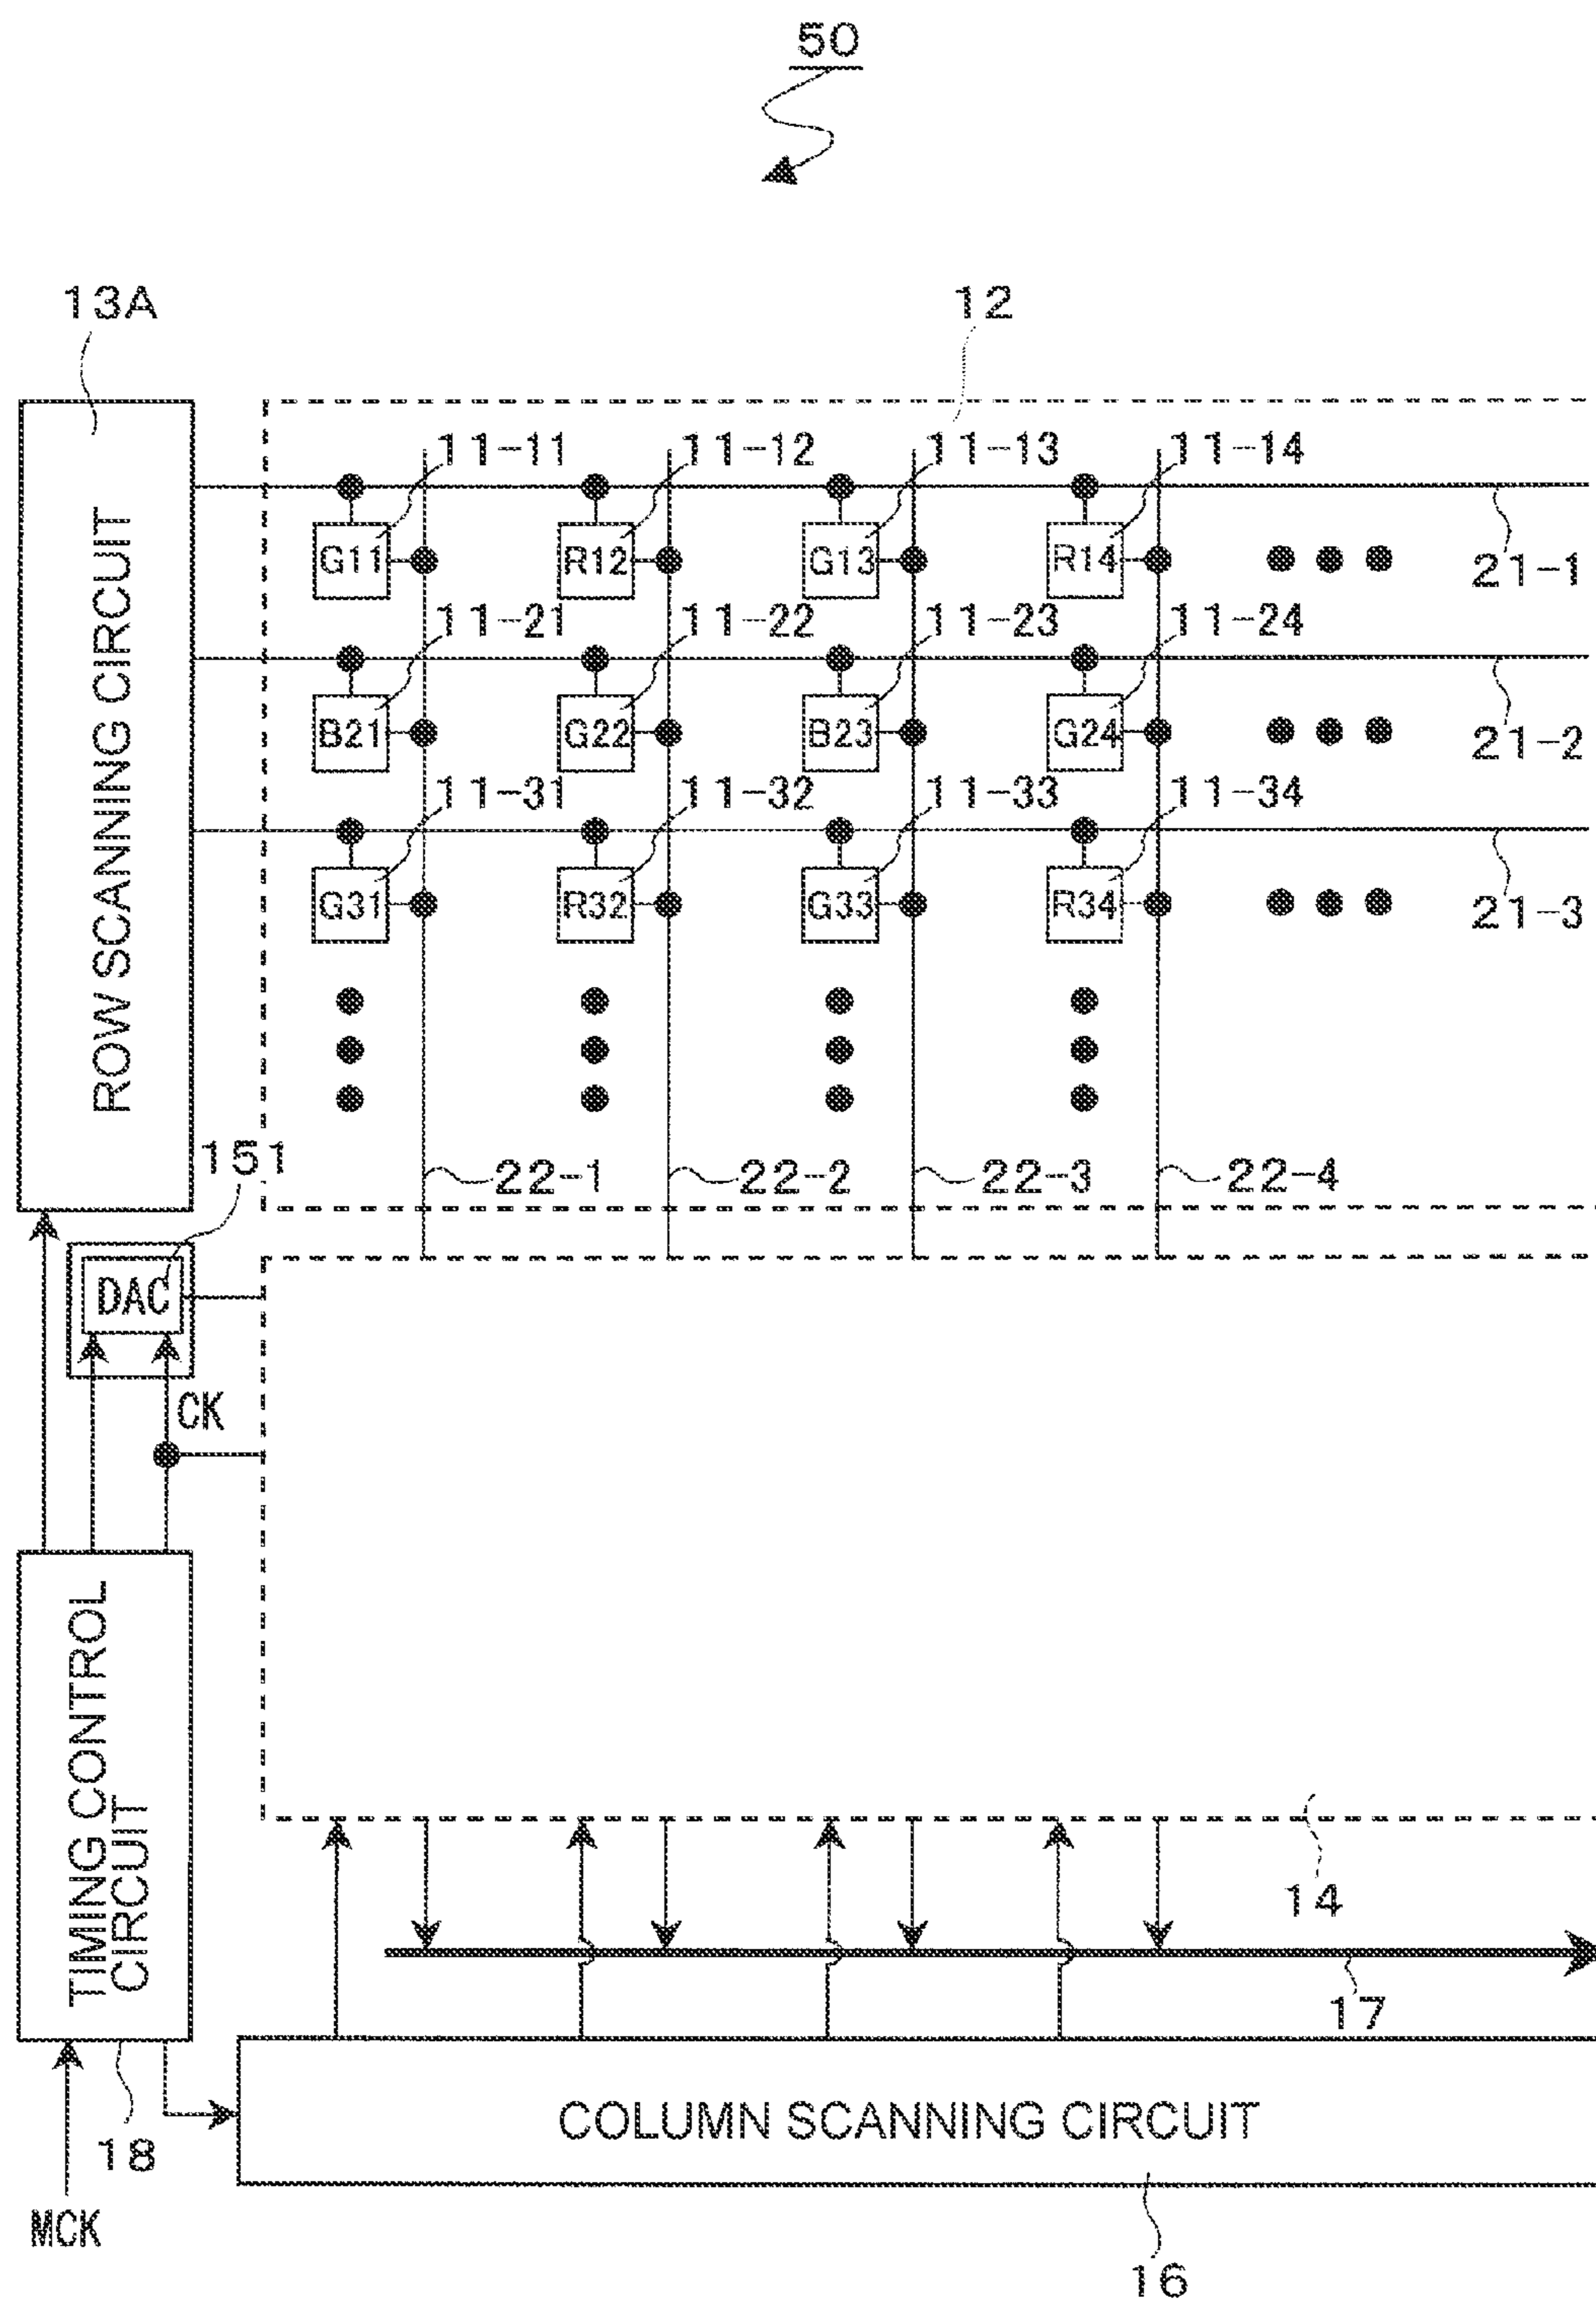 50
13A
12
11-11
11-12
11-13
11-14
G11
R12
G13
R14
21-1
11-21
11-22
11-23
11-24
B21
G22
B23
G24
21-2
11-31
11-32
11-33
11-34
G31
R32
G33
R34
21-3
ROW SCANNING CIRCUIT
151
22-1
22-2
22-3
22-4
DAC
CK
TIMING CONTROL
CIRCUIT
14
17
18
COLUMN SCANNING CIRCUIT
MCK
16